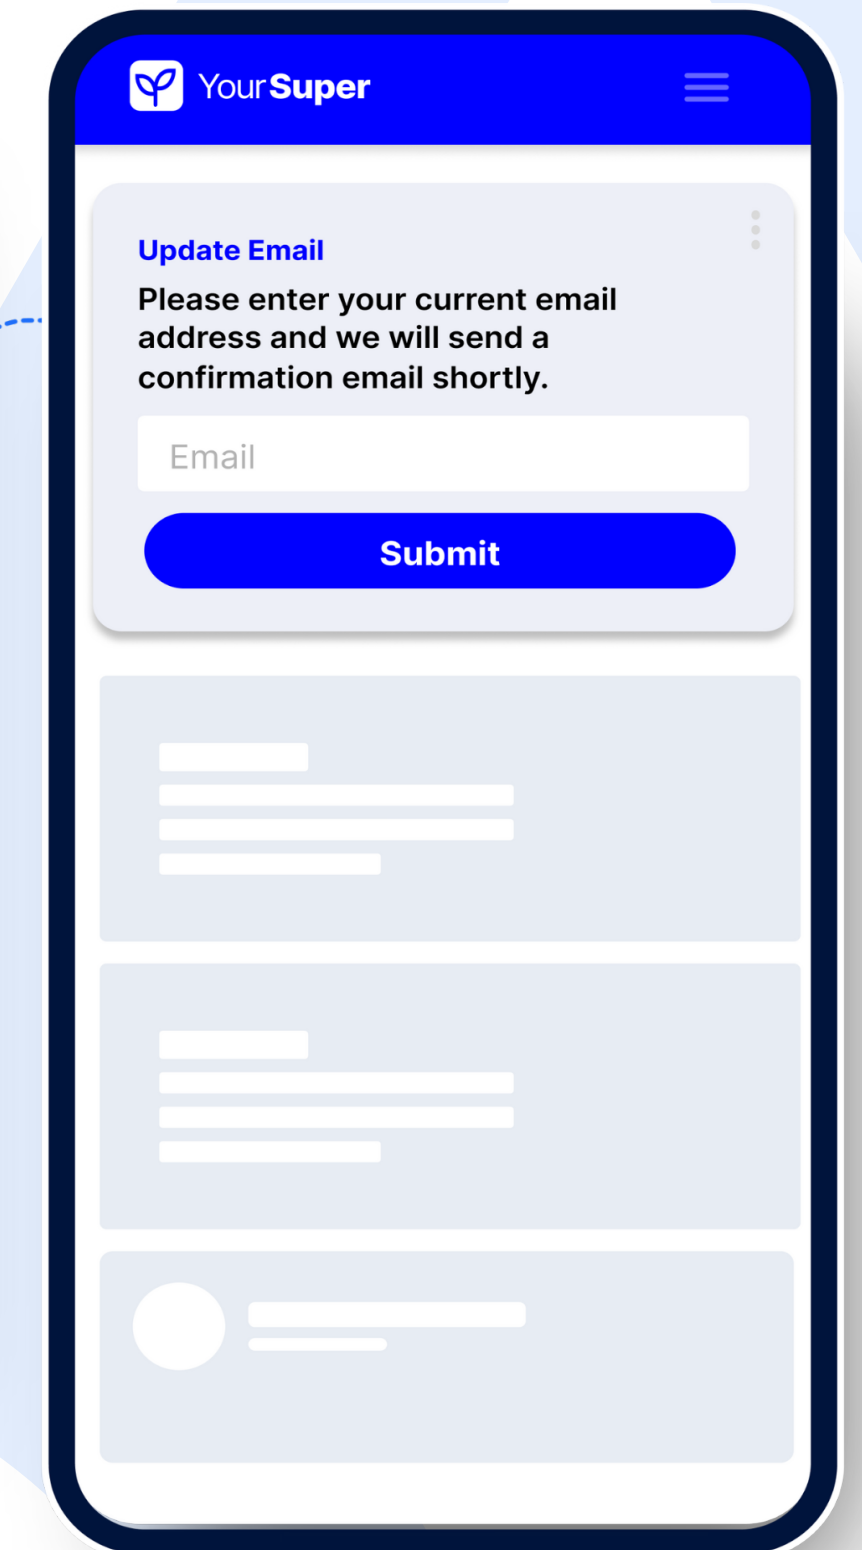 YourSuper
Update Email
Please enter your current email
address and we will send a
confirmation email shortly.
Email
Submit